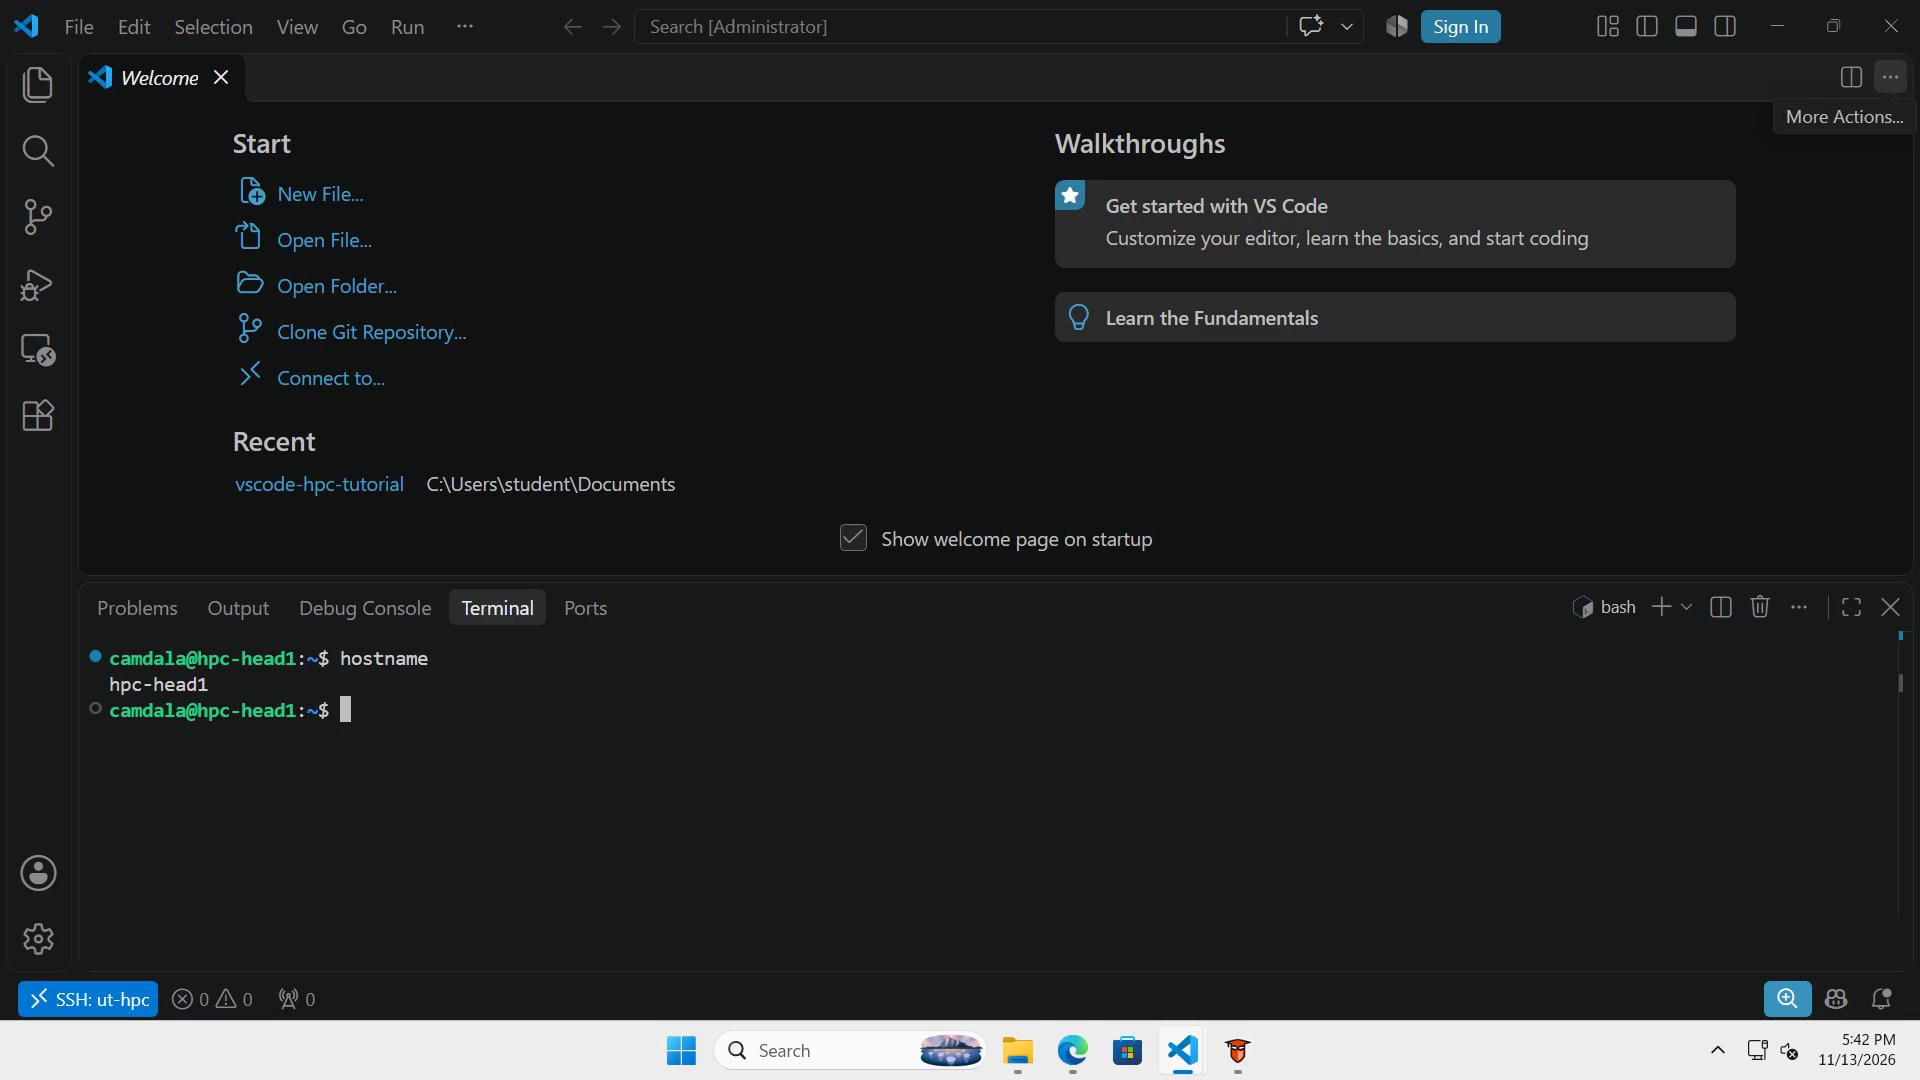 File Edit Selection View Go Run ··· Search [Administrator] Sign In
Welcome
More Actions...
Start
New File...
Open File...
Open Folder...
Clone Git Repository...
Connect to...
Recent
vscode-hpc-tutorial C:\Users\student\Documents
Walkthroughs
Get started with VS Code
Customize your editor, learn the basics, and start coding
Learn the Fundamentals
Show welcome page on startup
Problems Output Debug Console Terminal Ports bash
camdala@hpc-head1:~$ hostname
hpc-head1
camdala@hpc-head1:~$
SSH: ut-hpc 0 0 0
Search
5:42 PM
11/13/2026